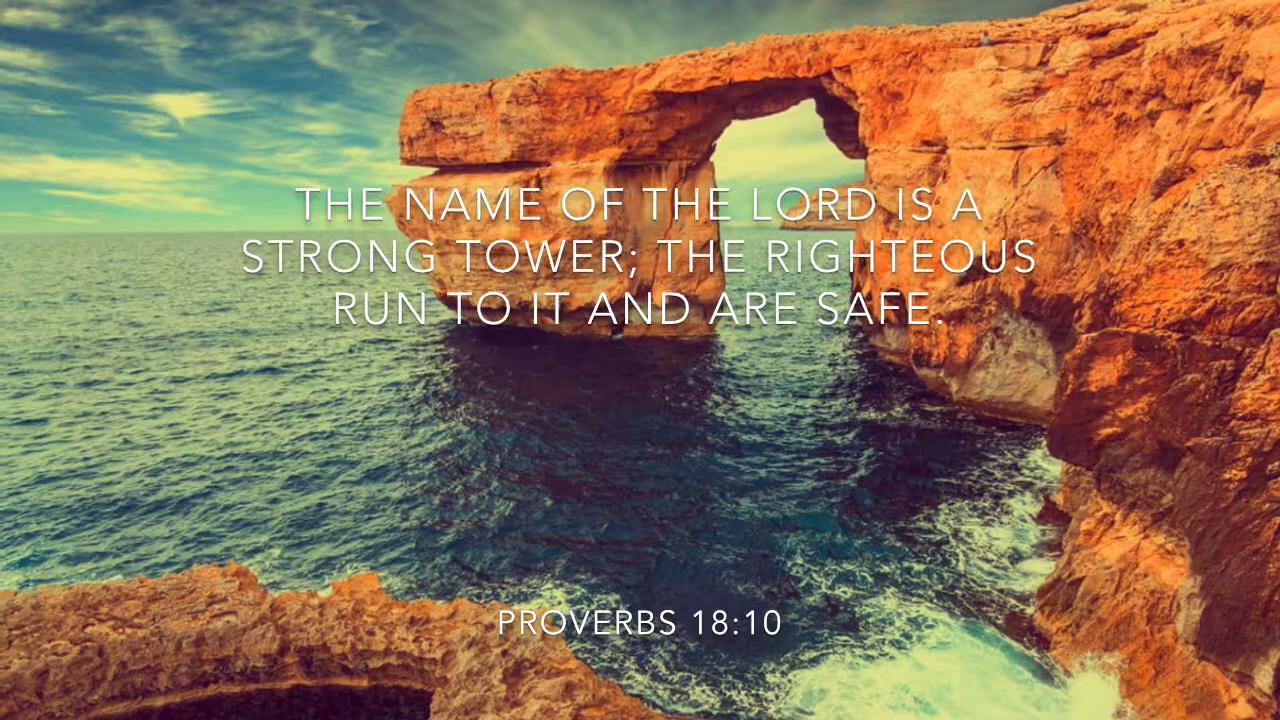 THE NAME OF THE LORD IS A
STRONG TOWER; THE RIGHTEOUS
RUN TO IT AND ARE SAFE.
PROVERBS 18:10